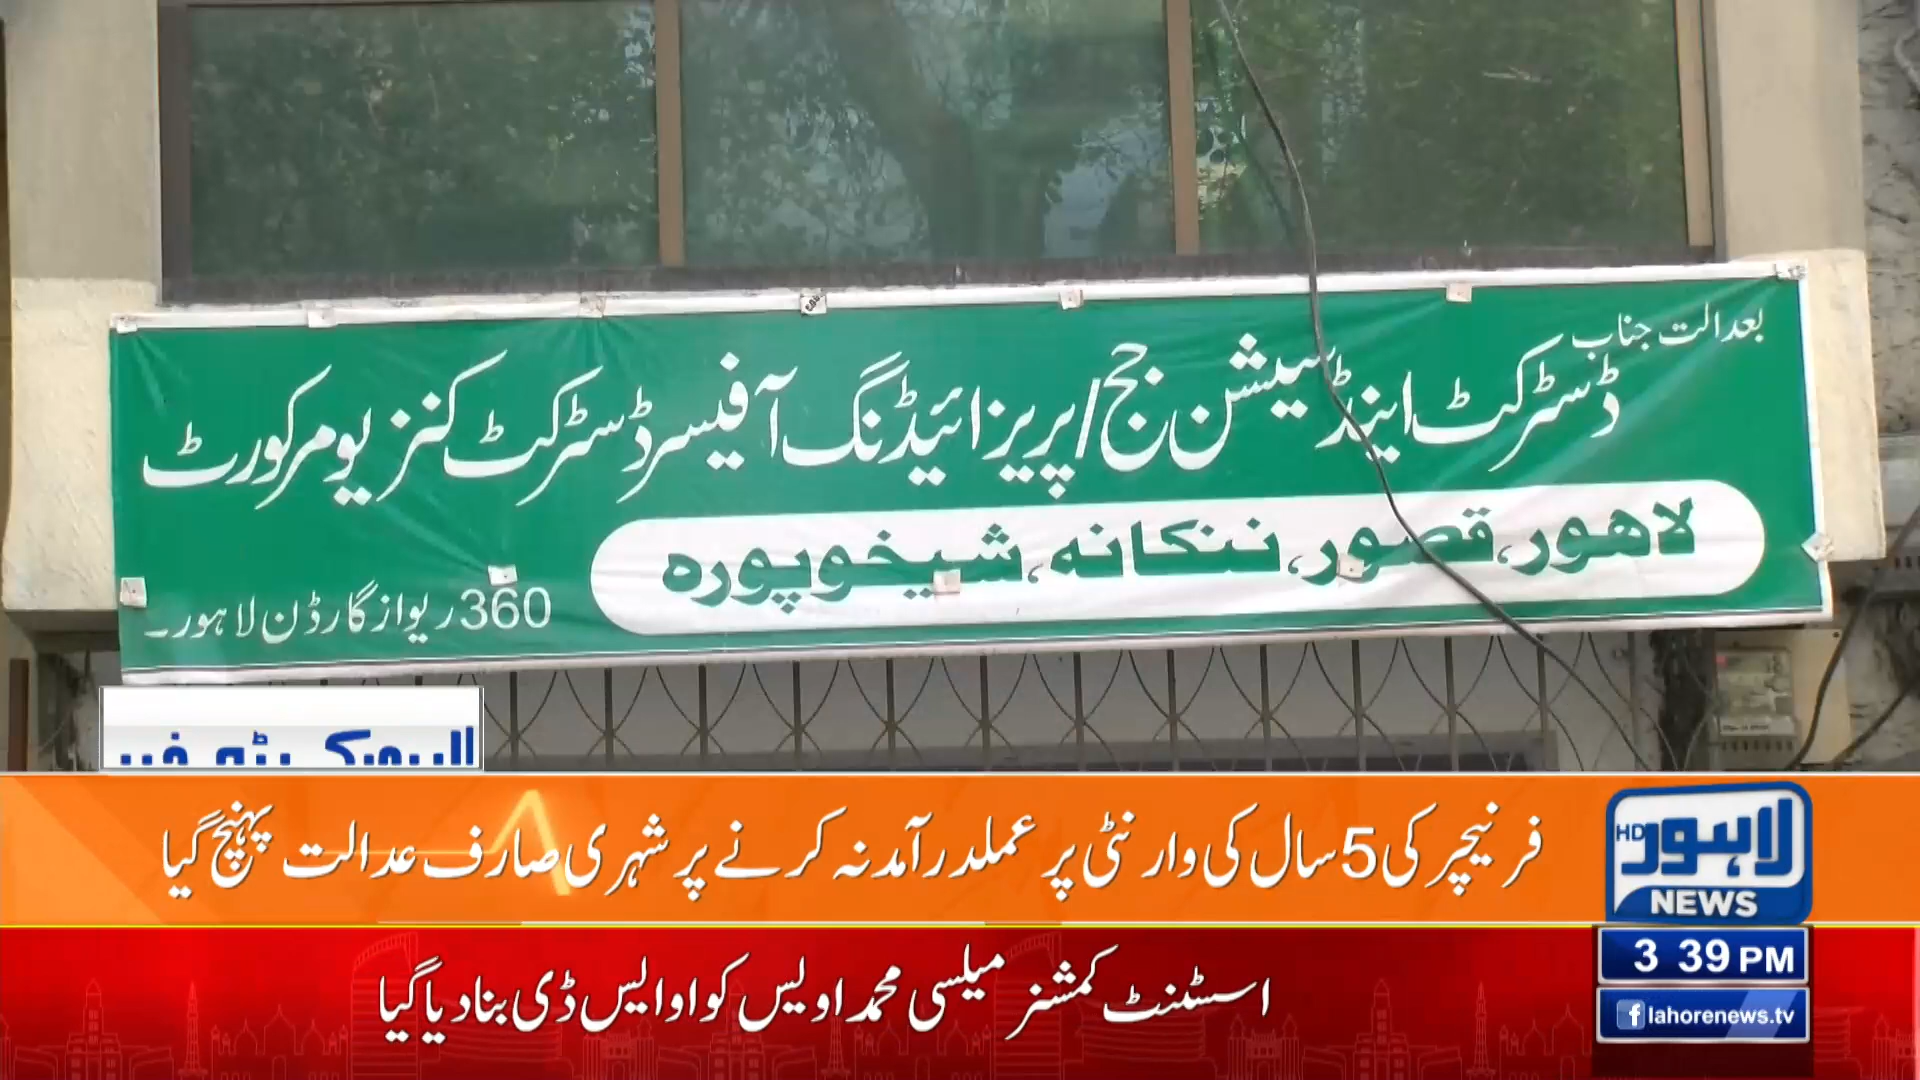 بعدالت جناب
ڈسٹرکٹ اینڈ سیشن جج/پریزائیڈنگ آفیسر ڈسٹرکٹ کنزیومر کورٹ
لاہور، قصور، ننکانہ، شیخوپورہ
360 ریواز گارڈن لاہور۔
فرنیچر کی 5 سال کی وارنٹی پر عملدرآمد نہ کرنے پر شہری صارف عدالت پہنچ گیا
لاہور HD
NEWS
اسسٹنٹ کمشنر میلسی محمد اویس کو او ایس ڈی بنا دیا گیا
3 39 PM
lahorenews.tv